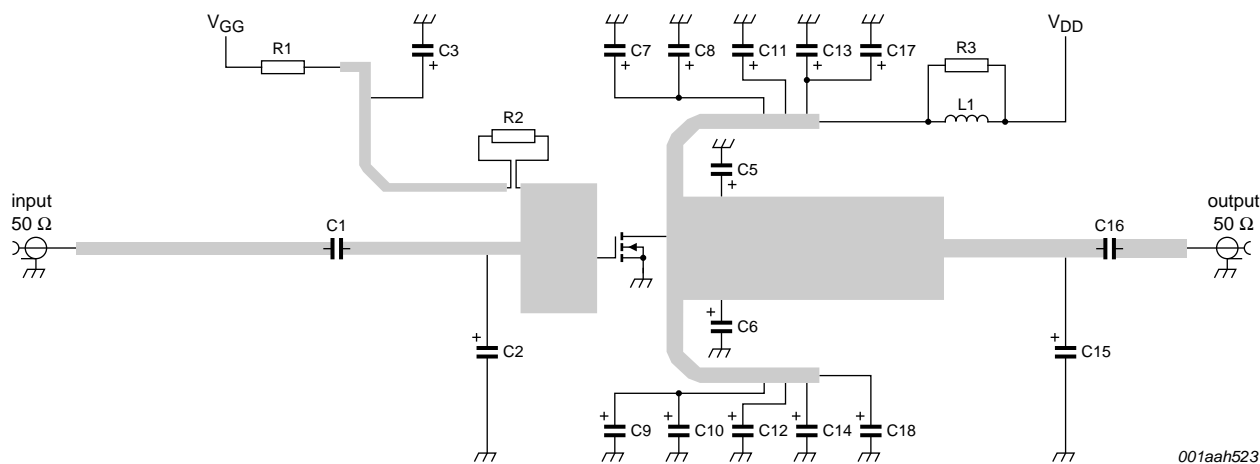 VGG
R1
C3
C7
C8
C11
C13
C17
R3
VDD
L1
R2
C5
input
50 Ω
C1
C16
output
50 Ω
+
+
+
+
+
+
+
+
C2
+
C6
+
C15
+
C9
+
C10
+
C12
+
C14
+
C18
001aah523